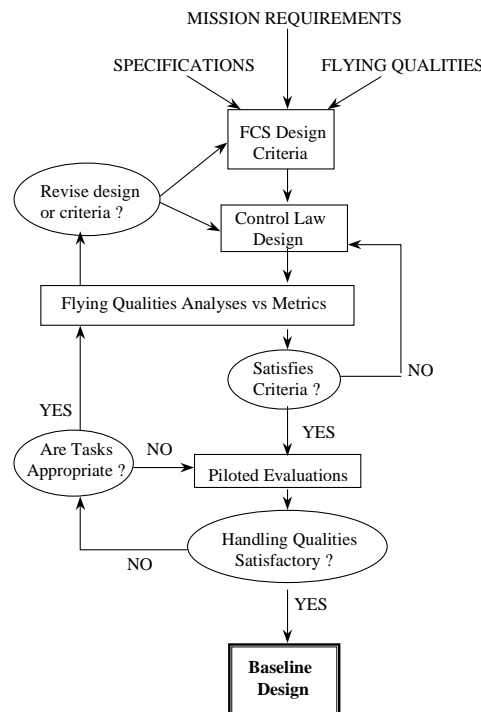 MISSION REQUIREMENTS
SPECIFICATIONS
FLYING QUALITIES
FCS Design
Criteria
Revise design
or criteria ?
Control Law
Design
Flying Qualities Analyses vs Metrics
Satisfies
Criteria ?
NO
YES
YES
Are Tasks
Appropriate ?
NO
Piloted Evaluations
Handling Qualities
Satisfactory ?
NO
YES
Baseline
Design